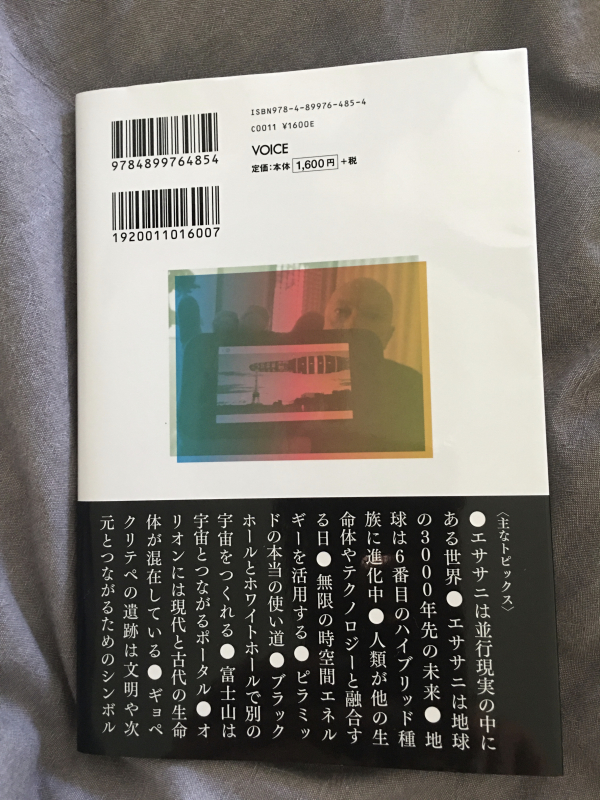 ISBN978-4-89976-485-4
C0011 ¥1600E
VOICE
定価:本体 1,600円 +税
9784899764854
1920011016007
〈主なトピックス〉
●エササニは並行現実の中に
ある世界●エササニは地球
の3000年先の未来●地
球は6番目のハイブリッド種
族に進化中●人類が他の生
命体やテクノロジーと融合す
る日●無限の時空間エネル
ギーを活用する●ピラミッ
ドの本当の使い道●ブラック
ホールとホワイトホールで別の
宇宙をつくれる●富士山は
宇宙とつながるポータル●オ
リオンには現代と古代の生命
体が混在している●ギョベ
クリテペの遺跡は文明や次
元とつながるためのシンボル